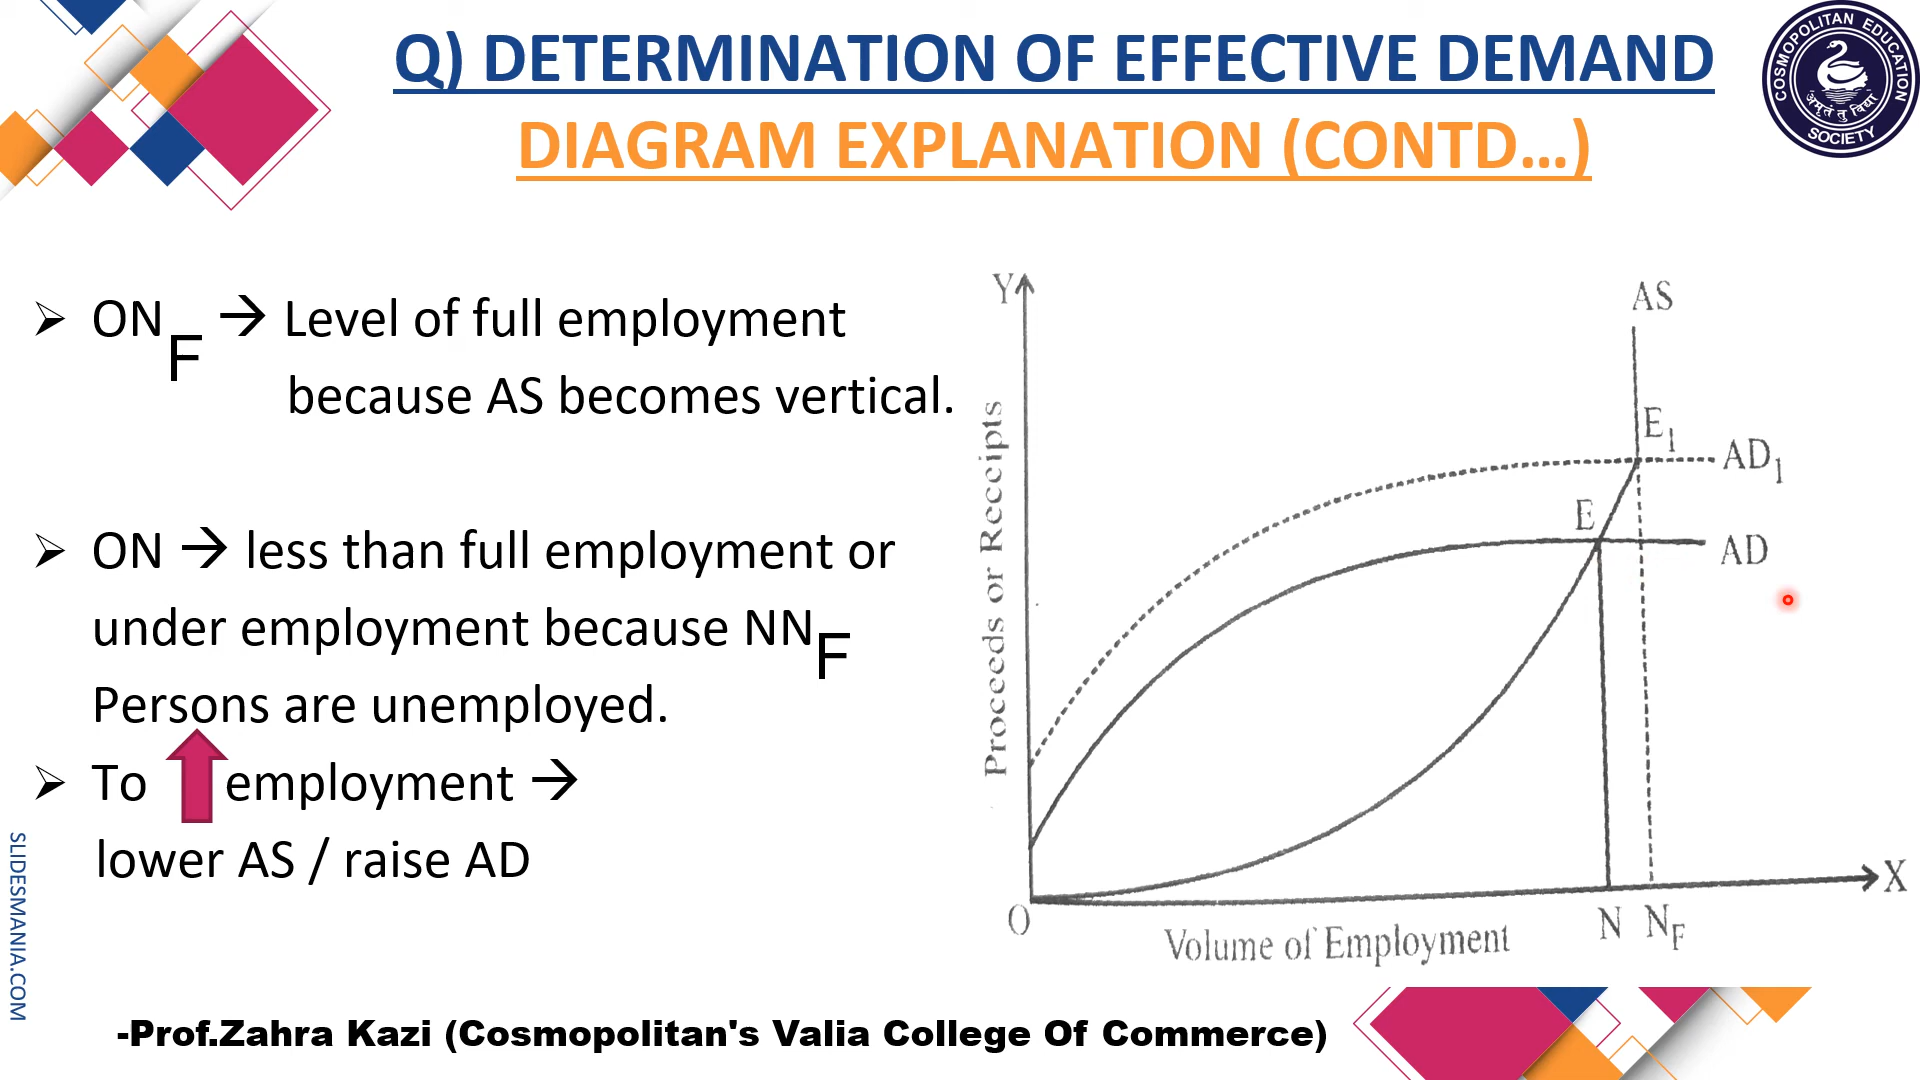 Q) DETERMINATION OF EFFECTIVE DEMAND
DIAGRAM EXPLANATION (CONTD...)
COSMOPOLITAN EDUCATION
अमृतं तु विद्या
SOCIETY
➢ ONF → Level of full employment
because AS becomes vertical.
➢ ON → less than full employment or
under employment because NNF
Persons are unemployed.
➢ To employment →
lower AS / raise AD
Y
AS
E1
AD1
E
AD
Proceeds or Receipts
X
O
N NF
Volume of Employment
SLIDESMANIA.COM
-Prof.Zahra Kazi (Cosmopolitan's Valia College Of Commerce)